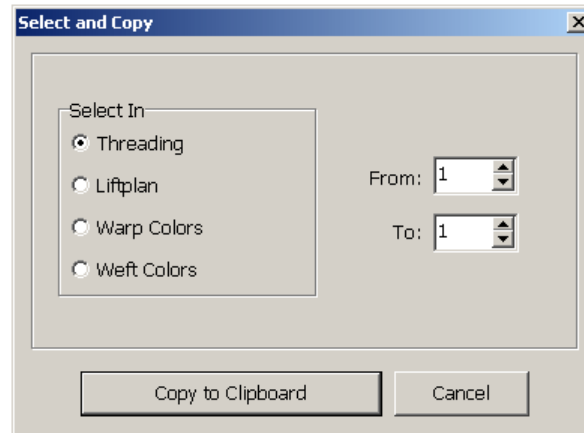 Select and Copy
Select In
Threading
Liftplan
Warp Colors
Weft Colors
From: 1
To: 1
Copy to Clipboard
Cancel